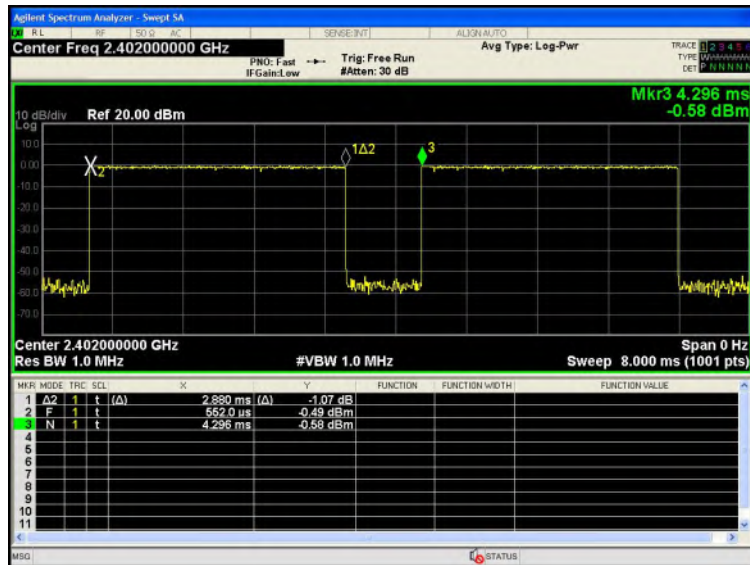 Agilent Spectrum Analyzer - Swept SA
RL RF 50 Ω AC SENSE:INT ALIGN AUTO
Center Freq 2.402000000 GHz
Avg Type: Log-Pwr
TRACE 1 2 3 4 5 6
PNO: Fast Trig: Free Run
TYPE
IFGain:Low #Atten: 30 dB
DET P N N N N N
Mkr3 4.296 ms
-0.58 dBm
10 dB/div Ref 20.00 dBm
Log
10.0
0.00
-10.0
-20.0
-30.0
-40.0
-50.0
-60.0
-70.0
X2
1Δ2
3
Center 2.402000000 GHz Span 0 Hz
Res BW 1.0 MHz #VBW 1.0 MHz Sweep 8.000 ms (1001 pts)
MKR MODE TRC SCL X Y FUNCTION FUNCTION WIDTH FUNCTION VALUE
1 Δ2 1 t (Δ) 2.880 ms (Δ) -1.07 dB
2 F 1 t 552.0 µs -0.49 dBm
3 N 1 t 4.296 ms -0.58 dBm
4
5
6
7
8
9
10
11
MSG STATUS